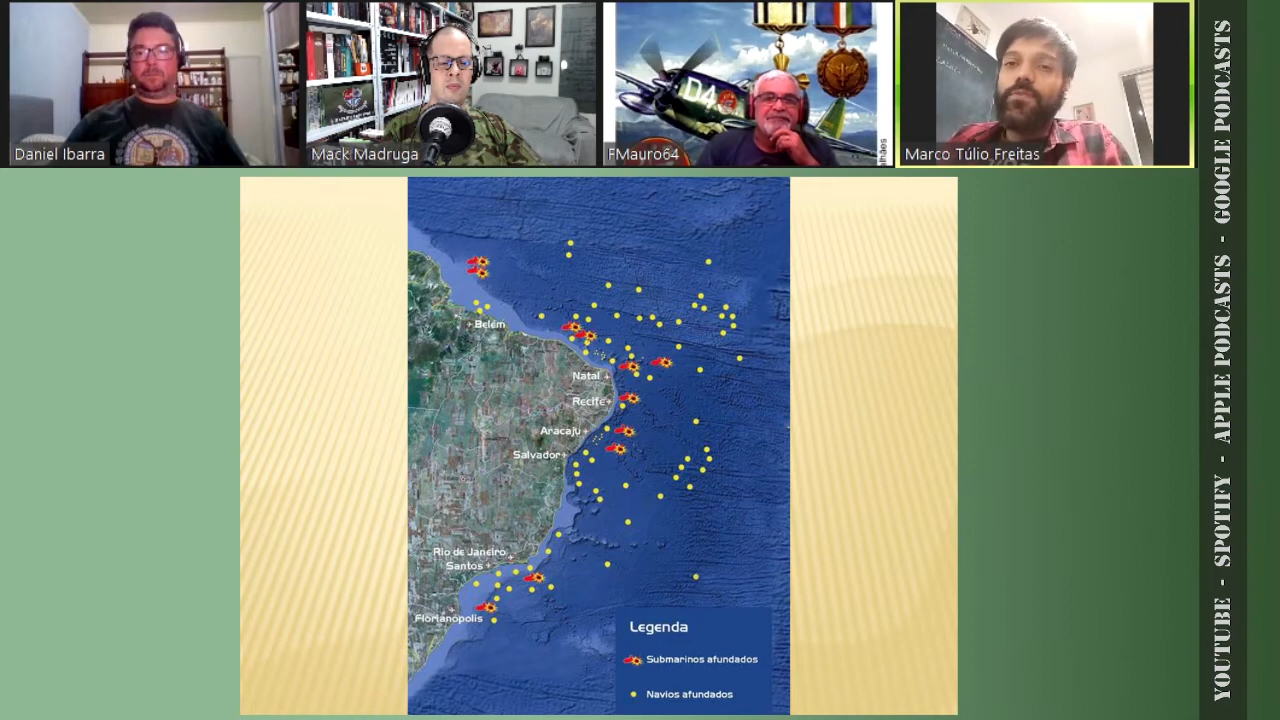 D4
Daniel Ibarra
Mack Madruga
FMauro64
Marco Túlio Freitas
Belém
Natal
Recife
Aracaju
Salvador
Rio de Janeiro
Santos
Florianópolis
Legenda
Submarinos afundados
Navios afundados
YOUTUBE - SPOTIFY - APPLE PODCASTS - GOOGLE PODCASTS